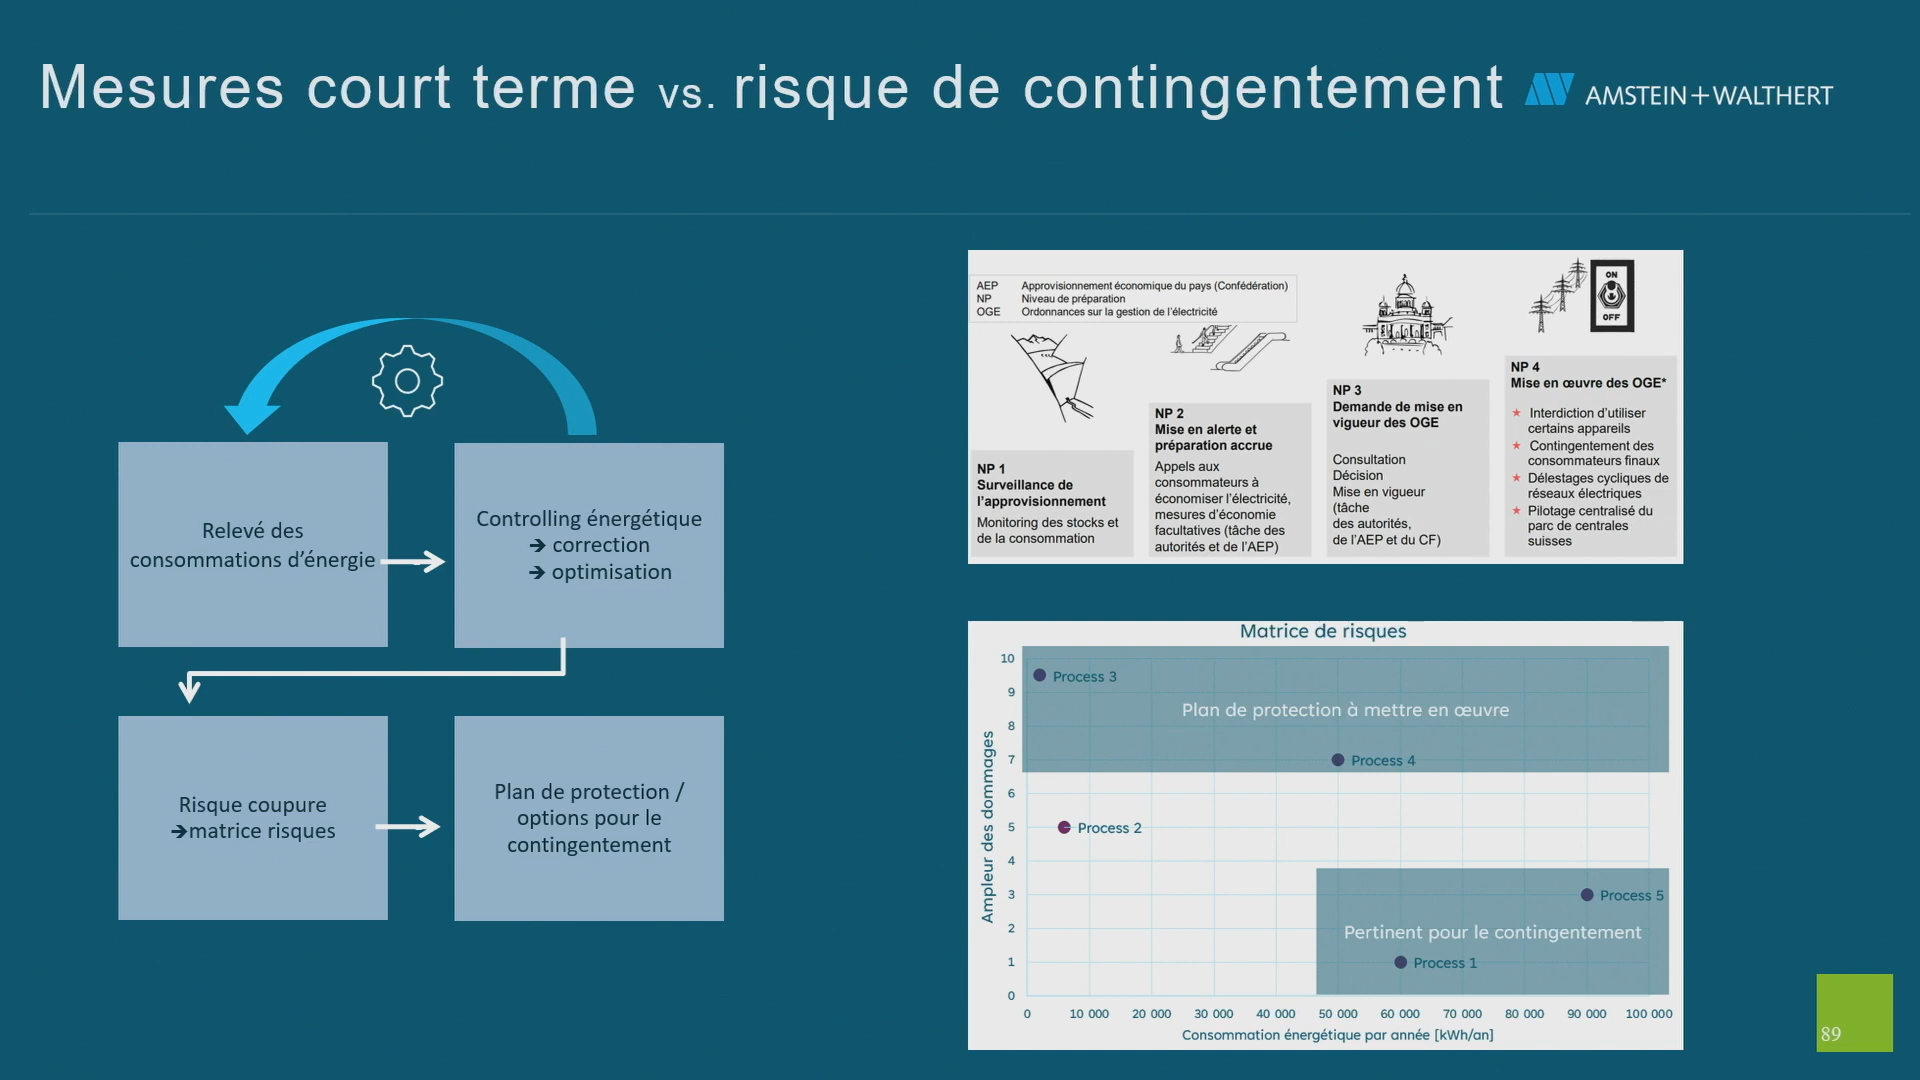 Mesures court terme vs. risque de contingentement
AMSTEIN+WALTHERT
Relevé des
consommations d'énergie
Controlling énergétique
➔ correction
➔ optimisation
Risque coupure
➔matrice risques
Plan de protection /
options pour le
contingentement
AEP Approvisionnement économique du pays (Confédération)
NP Niveau de préparation
OGE Ordonnances sur la gestion de l'électricité
NP 1
Surveillance de
l'approvisionnement
Monitoring des stocks et
de la consommation
NP 2
Mise en alerte et
préparation accrue
Appels aux
consommateurs à
économiser l'électricité,
mesures d'économie
facultatives (tâche des
autorités et de l'AEP)
NP 3
Demande de mise en
vigueur des OGE
Consultation
Décision
Mise en vigueur
(tâche
des autorités,
de l'AEP et du CF)
ON
OFF
NP 4
Mise en œuvre des OGE*
★ Interdiction d'utiliser
certains appareils
★ Contingentement des
consommateurs finaux
★ Délestages cycliques de
réseaux électriques
★ Pilotage centralisé du
parc de centrales
suisses
Matrice de risques
Ampleur des dommages
10
9
8
7
6
5
4
3
2
1
0
Process 3
Plan de protection à mettre en œuvre
Process 4
Process 2
Process 5
Pertinent pour le contingentement
Process 1
0 10 000 20 000 30 000 40 000 50 000 60 000 70 000 80 000 90 000 100 000
Consommation énergétique par année [kWh/an]
89